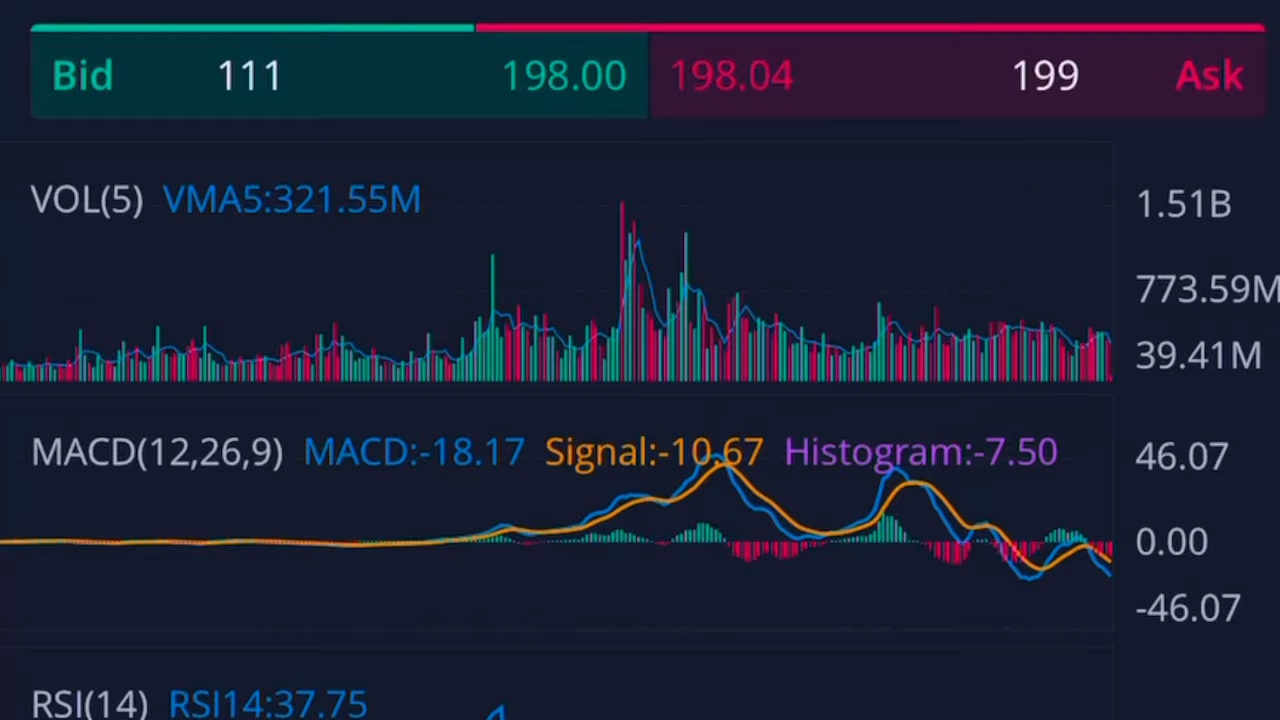 Bid 111 198.00 198.04 199 Ask
VOL(5) VMA5:321.55M
1.51B
773.59M
39.41M
MACD(12,26,9) MACD:-18.17 Signal:-10.67 Histogram:-7.50
46.07
0.00
-46.07
RSI(14) RSI14:37.75